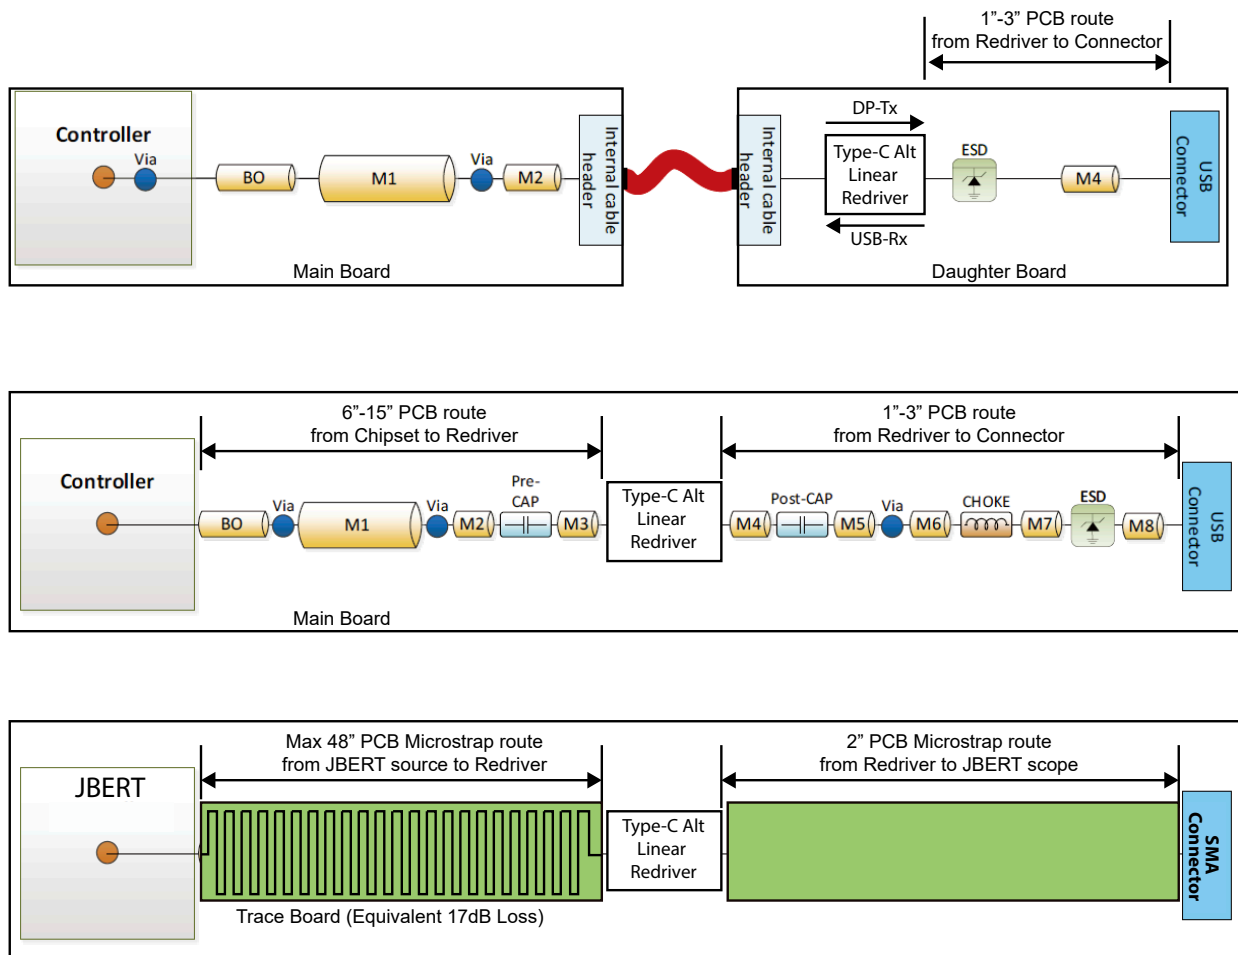 1”-3” PCB route
from Redriver to Connector
Controller
Via
BO
M1
Via
M2
Internal cable
header
Internal cable
header
DP-Tx
Type-C Alt
Linear
Redriver
USB-Rx
ESD
M4
USB
Connector
Main Board
Daughter Board
6”-15” PCB route
from Chipset to Redriver
1”-3” PCB route
from Redriver to Connector
Controller
BO
Via
M1
Via
M2
Pre-
CAP
M3
Type-C Alt
Linear
Redriver
M4
Post-CAP
M5
Via
M6
CHOKE
M7
ESD
M8
USB
Connector
Main Board
Max 48” PCB Microstrap route
from JBERT source to Redriver
2” PCB Microstrap route
from Redriver to JBERT scope
JBERT
Type-C Alt
Linear
Redriver
SMA
Connector
Trace Board (Equivalent 17dB Loss)